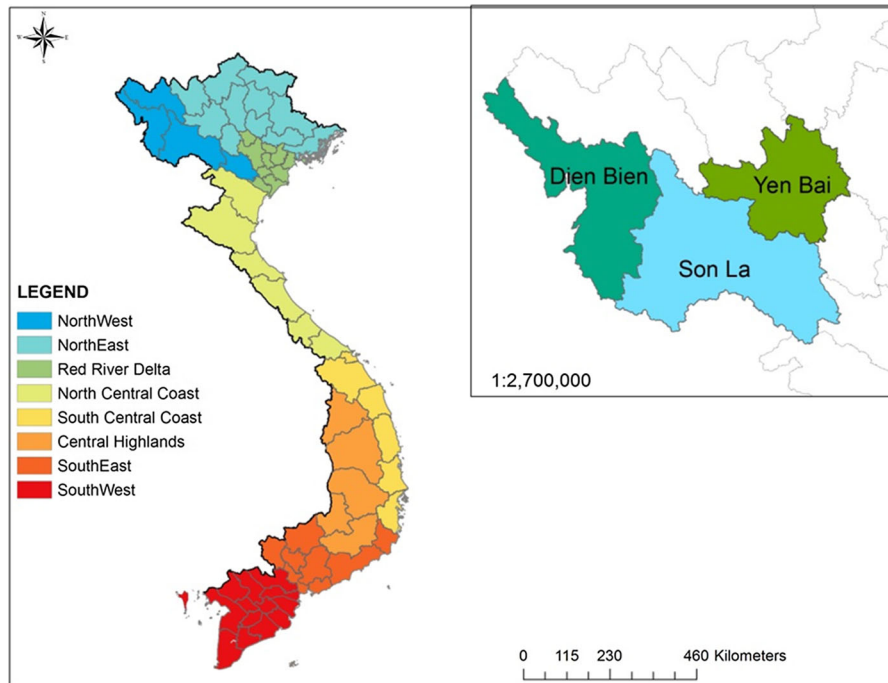 N
W E
S
LEGEND
NorthWest
NorthEast
Red River Delta
North Central Coast
South Central Coast
Central Highlands
SouthEast
SouthWest
Dien Bien
Yen Bai
Son La
1:2,700,000
0 115 230 460 Kilometers